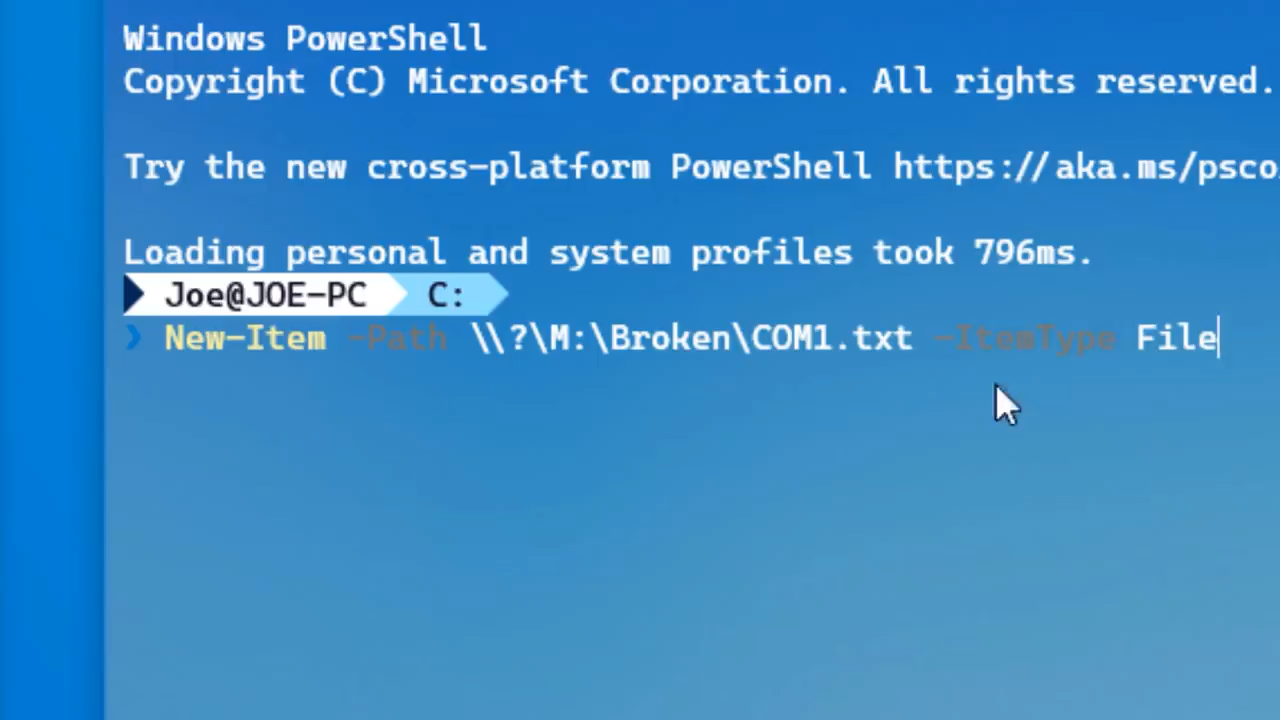 Windows PowerShell
Copyright (C) Microsoft Corporation. All rights reserved.
Try the new cross-platform PowerShell https://aka.ms/psco
Loading personal and system profiles took 796ms.
Joe@JOE-PC C:
❯ New-Item -Path \\?\M:\Broken\COM1.txt -ItemType File